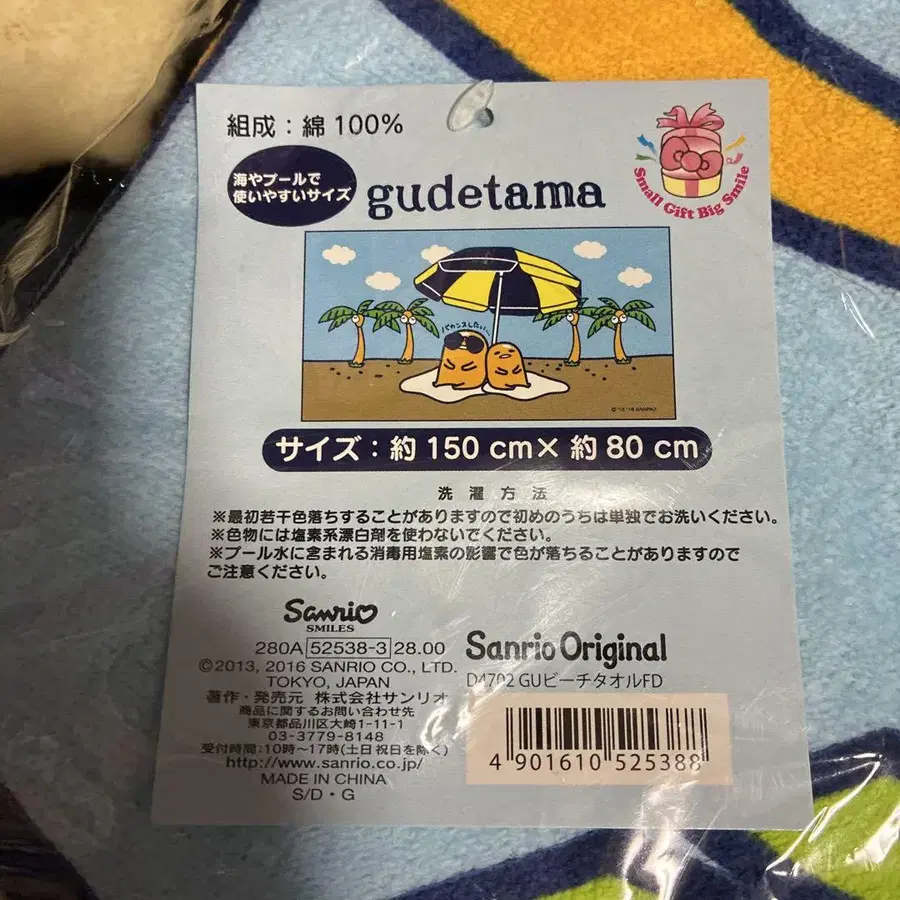 組成：綿 100%
海やプールで
使いやすいサイズ
gudetama
Small Gift Big Smile
バカンスしたい…
© '13, '16 SANRIO
サイズ：約 150 cm× 約 80 cm
洗濯方法
※最初若干色落ちすることがありますので初めのうちは単独でお洗いください。
※色物には塩素系漂白剤を使わないでください。
※プール水に含まれる消毒用塩素の影響で色が落ちることがありますので
ご注意ください。
Sanrio
SMILES
280A 52538-3 28.00
©2013, 2016 SANRIO CO., LTD.
TOKYO, JAPAN
著作・発売元 株式会社サンリオ
商品に関するお問い合わせ先
東京都品川区大崎1-11-1
03-3779-8148
受付時間：10時〜17時(土日祝日を除く)
http://www.sanrio.co.jp/
MADE IN CHINA
S/D・G
Sanrio Original
D4702 GUビーチタオルFD
4 901610 525388